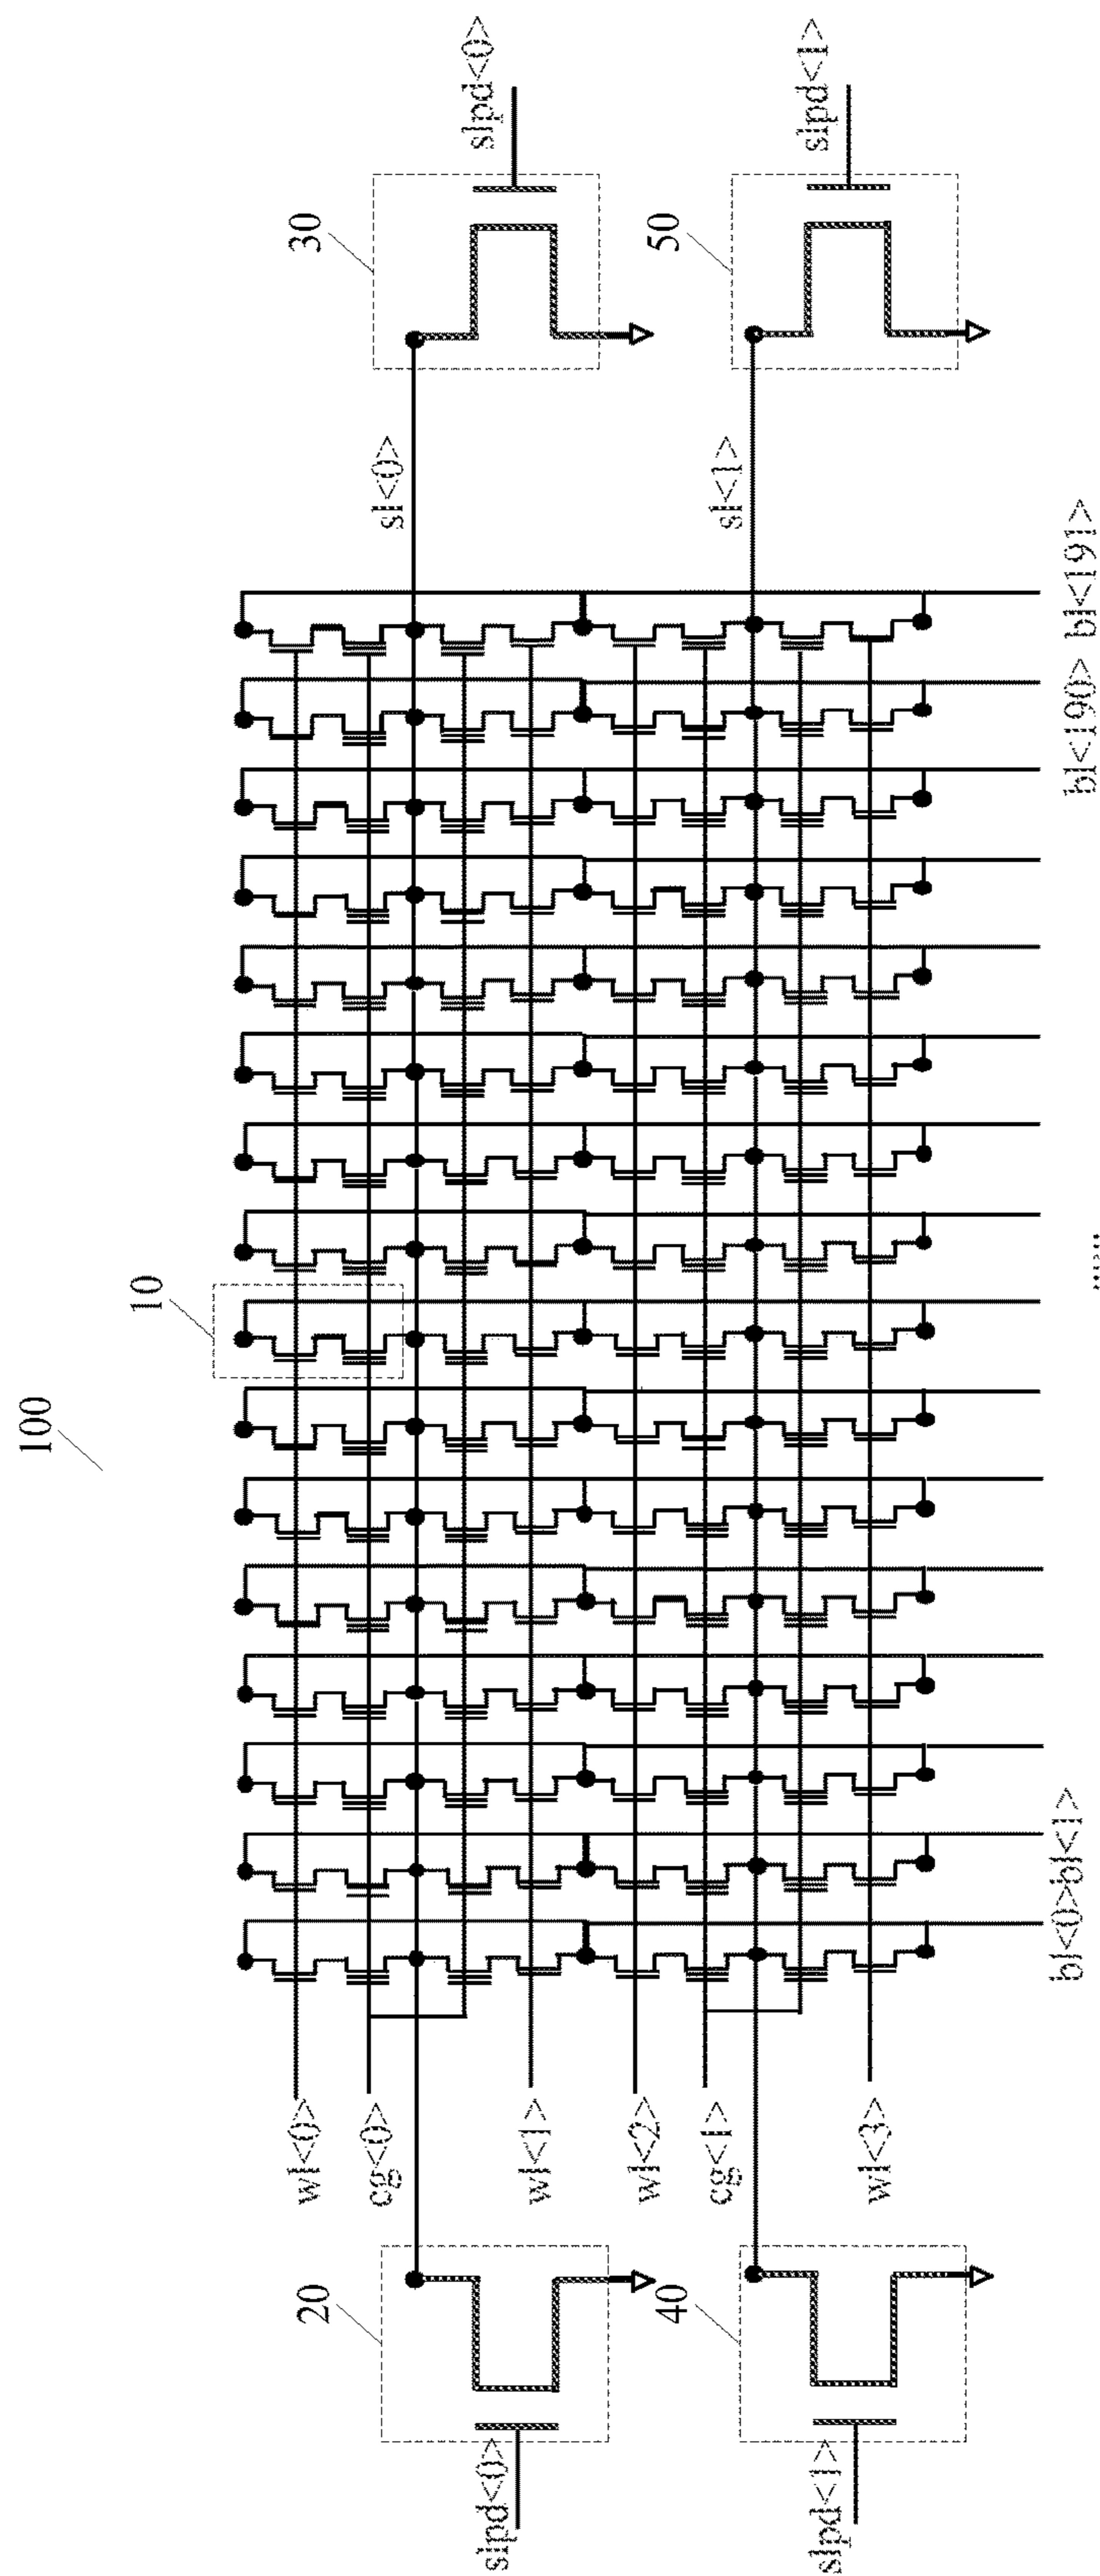 100
10
20
30
40
50
slpd<0>
slpd<1>
wl<0>
cg<0>
wl<1>
wl<2>
cg<1>
wl<3>
sl<0>
sl<1>
slpd<0>
slpd<1>
bl<0>bl<1>
......
bl<190> bl<191>